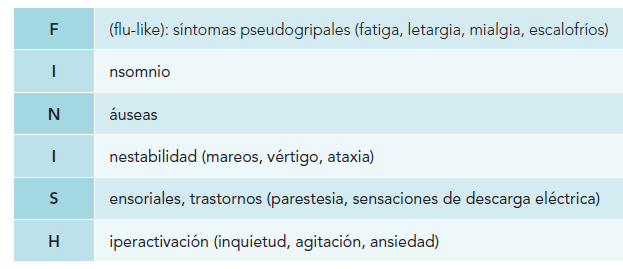 F (flu-like): síntomas pseudogripales (fatiga, letargia, mialgia, escalofríos)
I nsomnio
N áuseas
I nestabilidad (mareos, vértigo, ataxia)
S ensoriales, trastornos (parestesia, sensaciones de descarga eléctrica)
H iperactivación (inquietud, agitación, ansiedad)